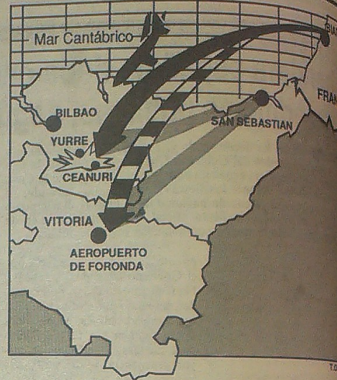 Mar Cantábrico
BILBAO
YURRE
CEANURI
SAN SEBASTIAN
VITORIA
AEROPUERTO
DE FORONDA